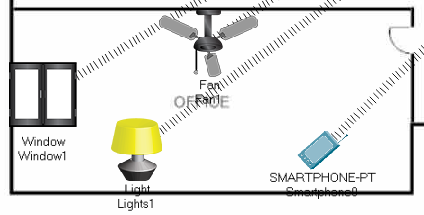 Fan
OFFICE
Fan1
Window
Window1
Light
Lights1
SMARTPHONE-PT
Smartphone0